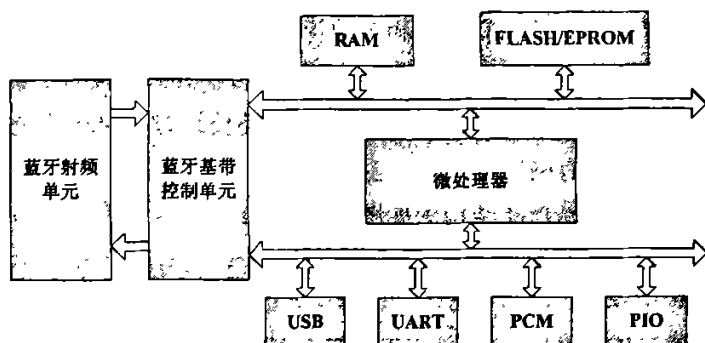 RAM
FLASH/EPROM
蓝牙射频
单元
蓝牙基带
控制单元
微处理器
USB
UART
PCM
PIO